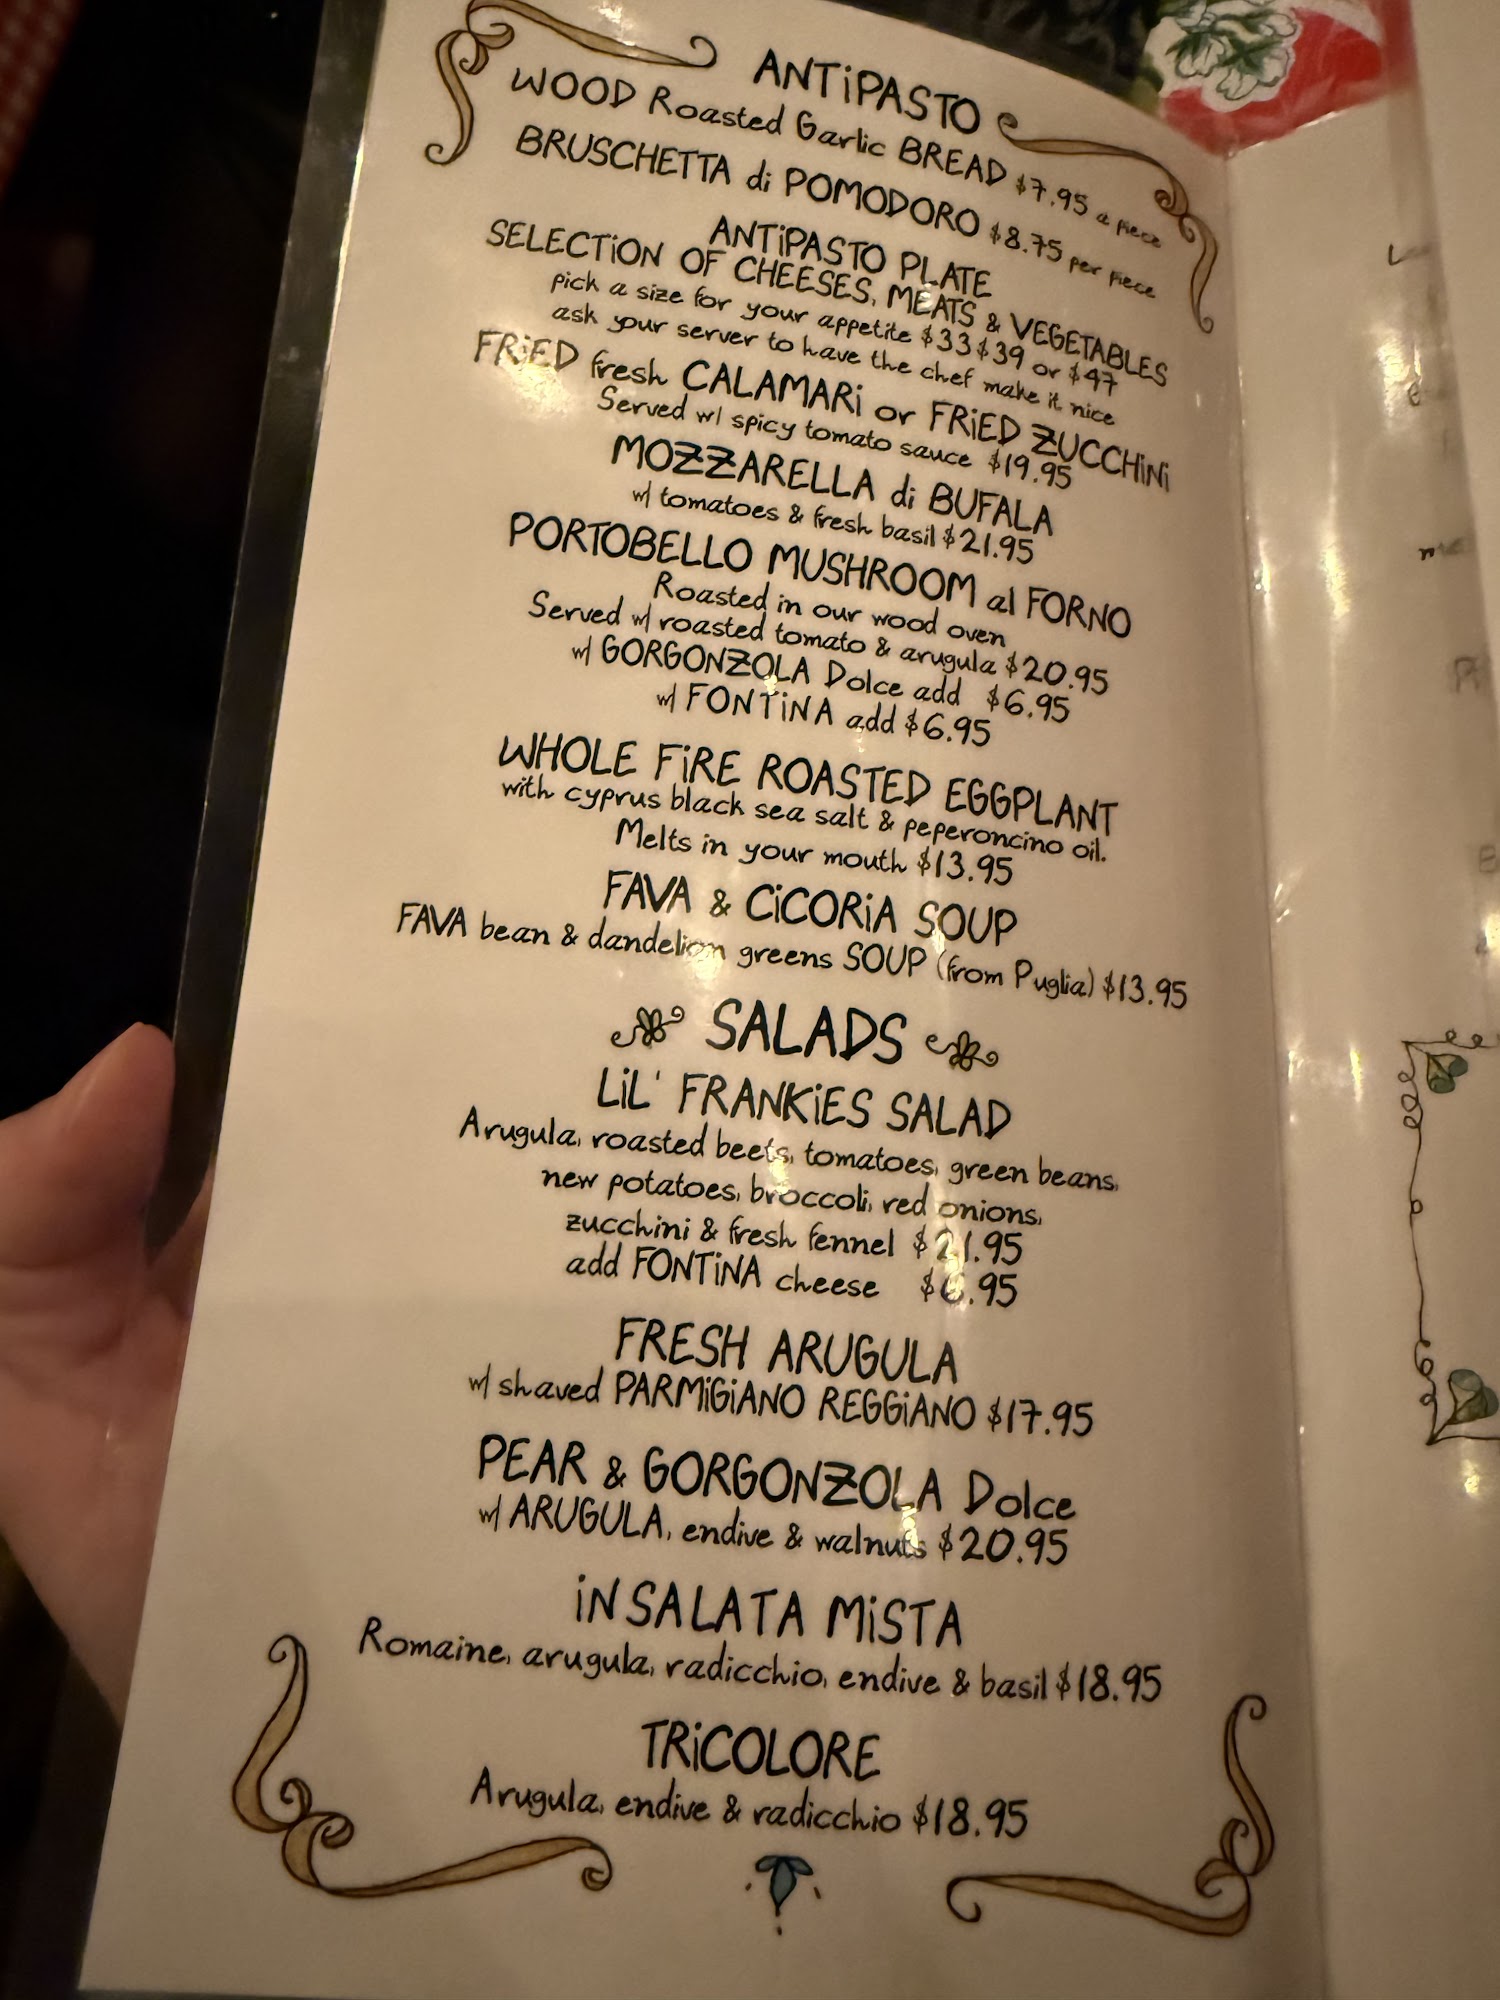 ANTiPASTO
WOOD Roasted Garlic BREAD $7.95 a piece
BRUSCHETTA di POMODORO $8.75 per piece
ANTiPASTO PLATE
SELECTiON OF CHEESES, MEATS & VEGETABLES
pick a size for your appetite $33 $39 or $47
ask your server to have the chef make it nice
FRiED fresh CALAMARi or FRiED ZUCCHiNi
Served w/ spicy tomato sauce $19.95
MOZZARELLA di BUFALA
w/ tomatoes & fresh basil $21.95
PORTOBELLO MUSHROOM al FORNO
Roasted in our wood oven
Served w/ roasted tomato & arugula $20.95
w/ GORGONZOLA Dolce add $6.95
w/ FONTiNA add $6.95
WHOLE FiRE ROASTED EGGPLANT
with cyprus black sea salt & peperoncino oil.
Melts in your mouth $13.95
FAVA & CiCORiA SOUP
FAVA bean & dandelion greens SOUP (from Puglia) $13.95
SALADS
LiL' FRANKiES SALAD
Arugula, roasted beets, tomatoes, green beans,
new potatoes, broccoli, red onions,
zucchini & fresh fennel $21.95
add FONTiNA cheese $6.95
FRESH ARUGULA
w/ shaved PARMiGiANO REGGiANO $17.95
PEAR & GORGONZOLA Dolce
w/ ARUGULA, endive & walnuts $20.95
iNSALATA MiSTA
Romaine, arugula, radicchio, endive & basil $18.95
TRiCOLORE
Arugula, endive & radicchio $18.95